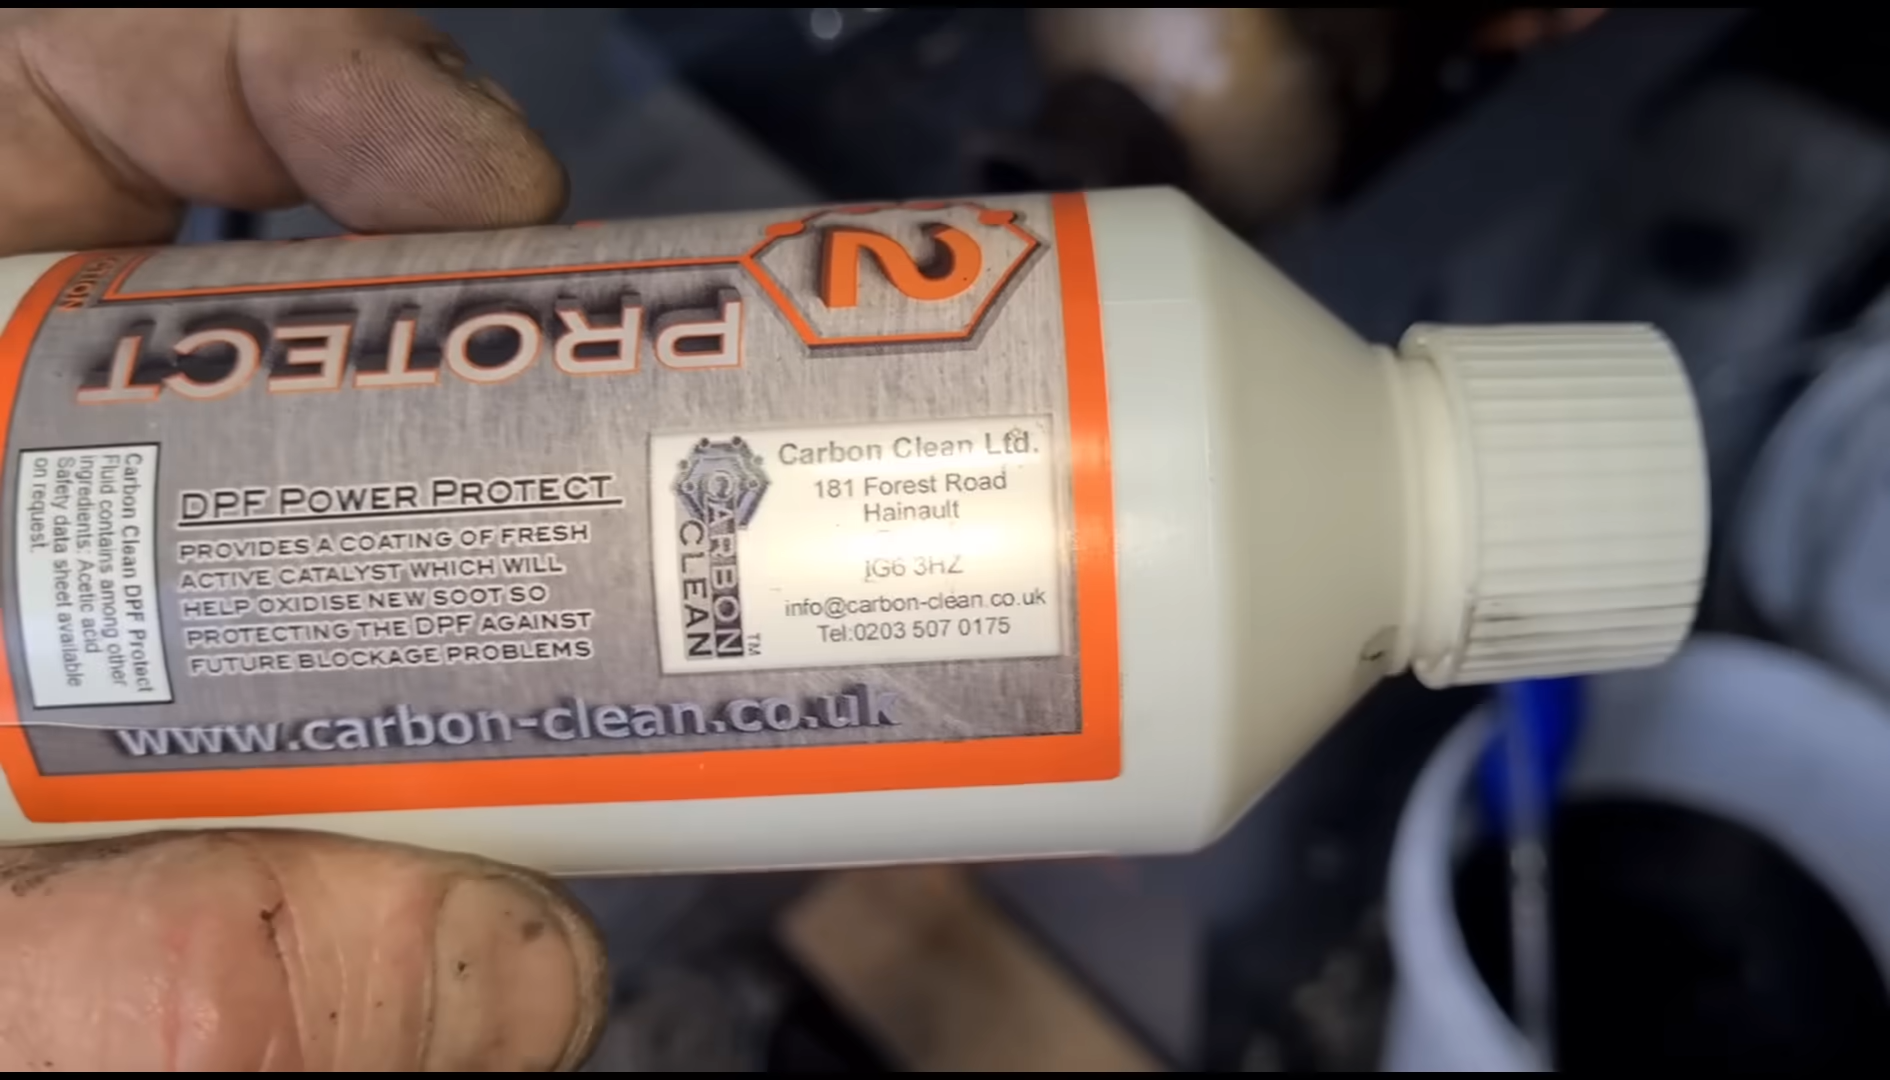 2
PROTECT
DPF POWER PROTECT
PROVIDES A COATING OF FRESH
ACTIVE CATALYST WHICH WILL
HELP OXIDISE NEW SOOT SO
PROTECTING THE DPF AGAINST
FUTURE BLOCKAGE PROBLEMS
CARBON
CLEAN
TM
Carbon Clean Ltd.
181 Forest Road
Hainault
IG6 3HZ
info@carbon-clean.co.uk
Tel:0203 507 0175
Carbon Clean DPF Protect
Fluid contains among other
ingredients: Acetic acid
Safety data sheet available
on request.
www.carbon-clean.co.uk